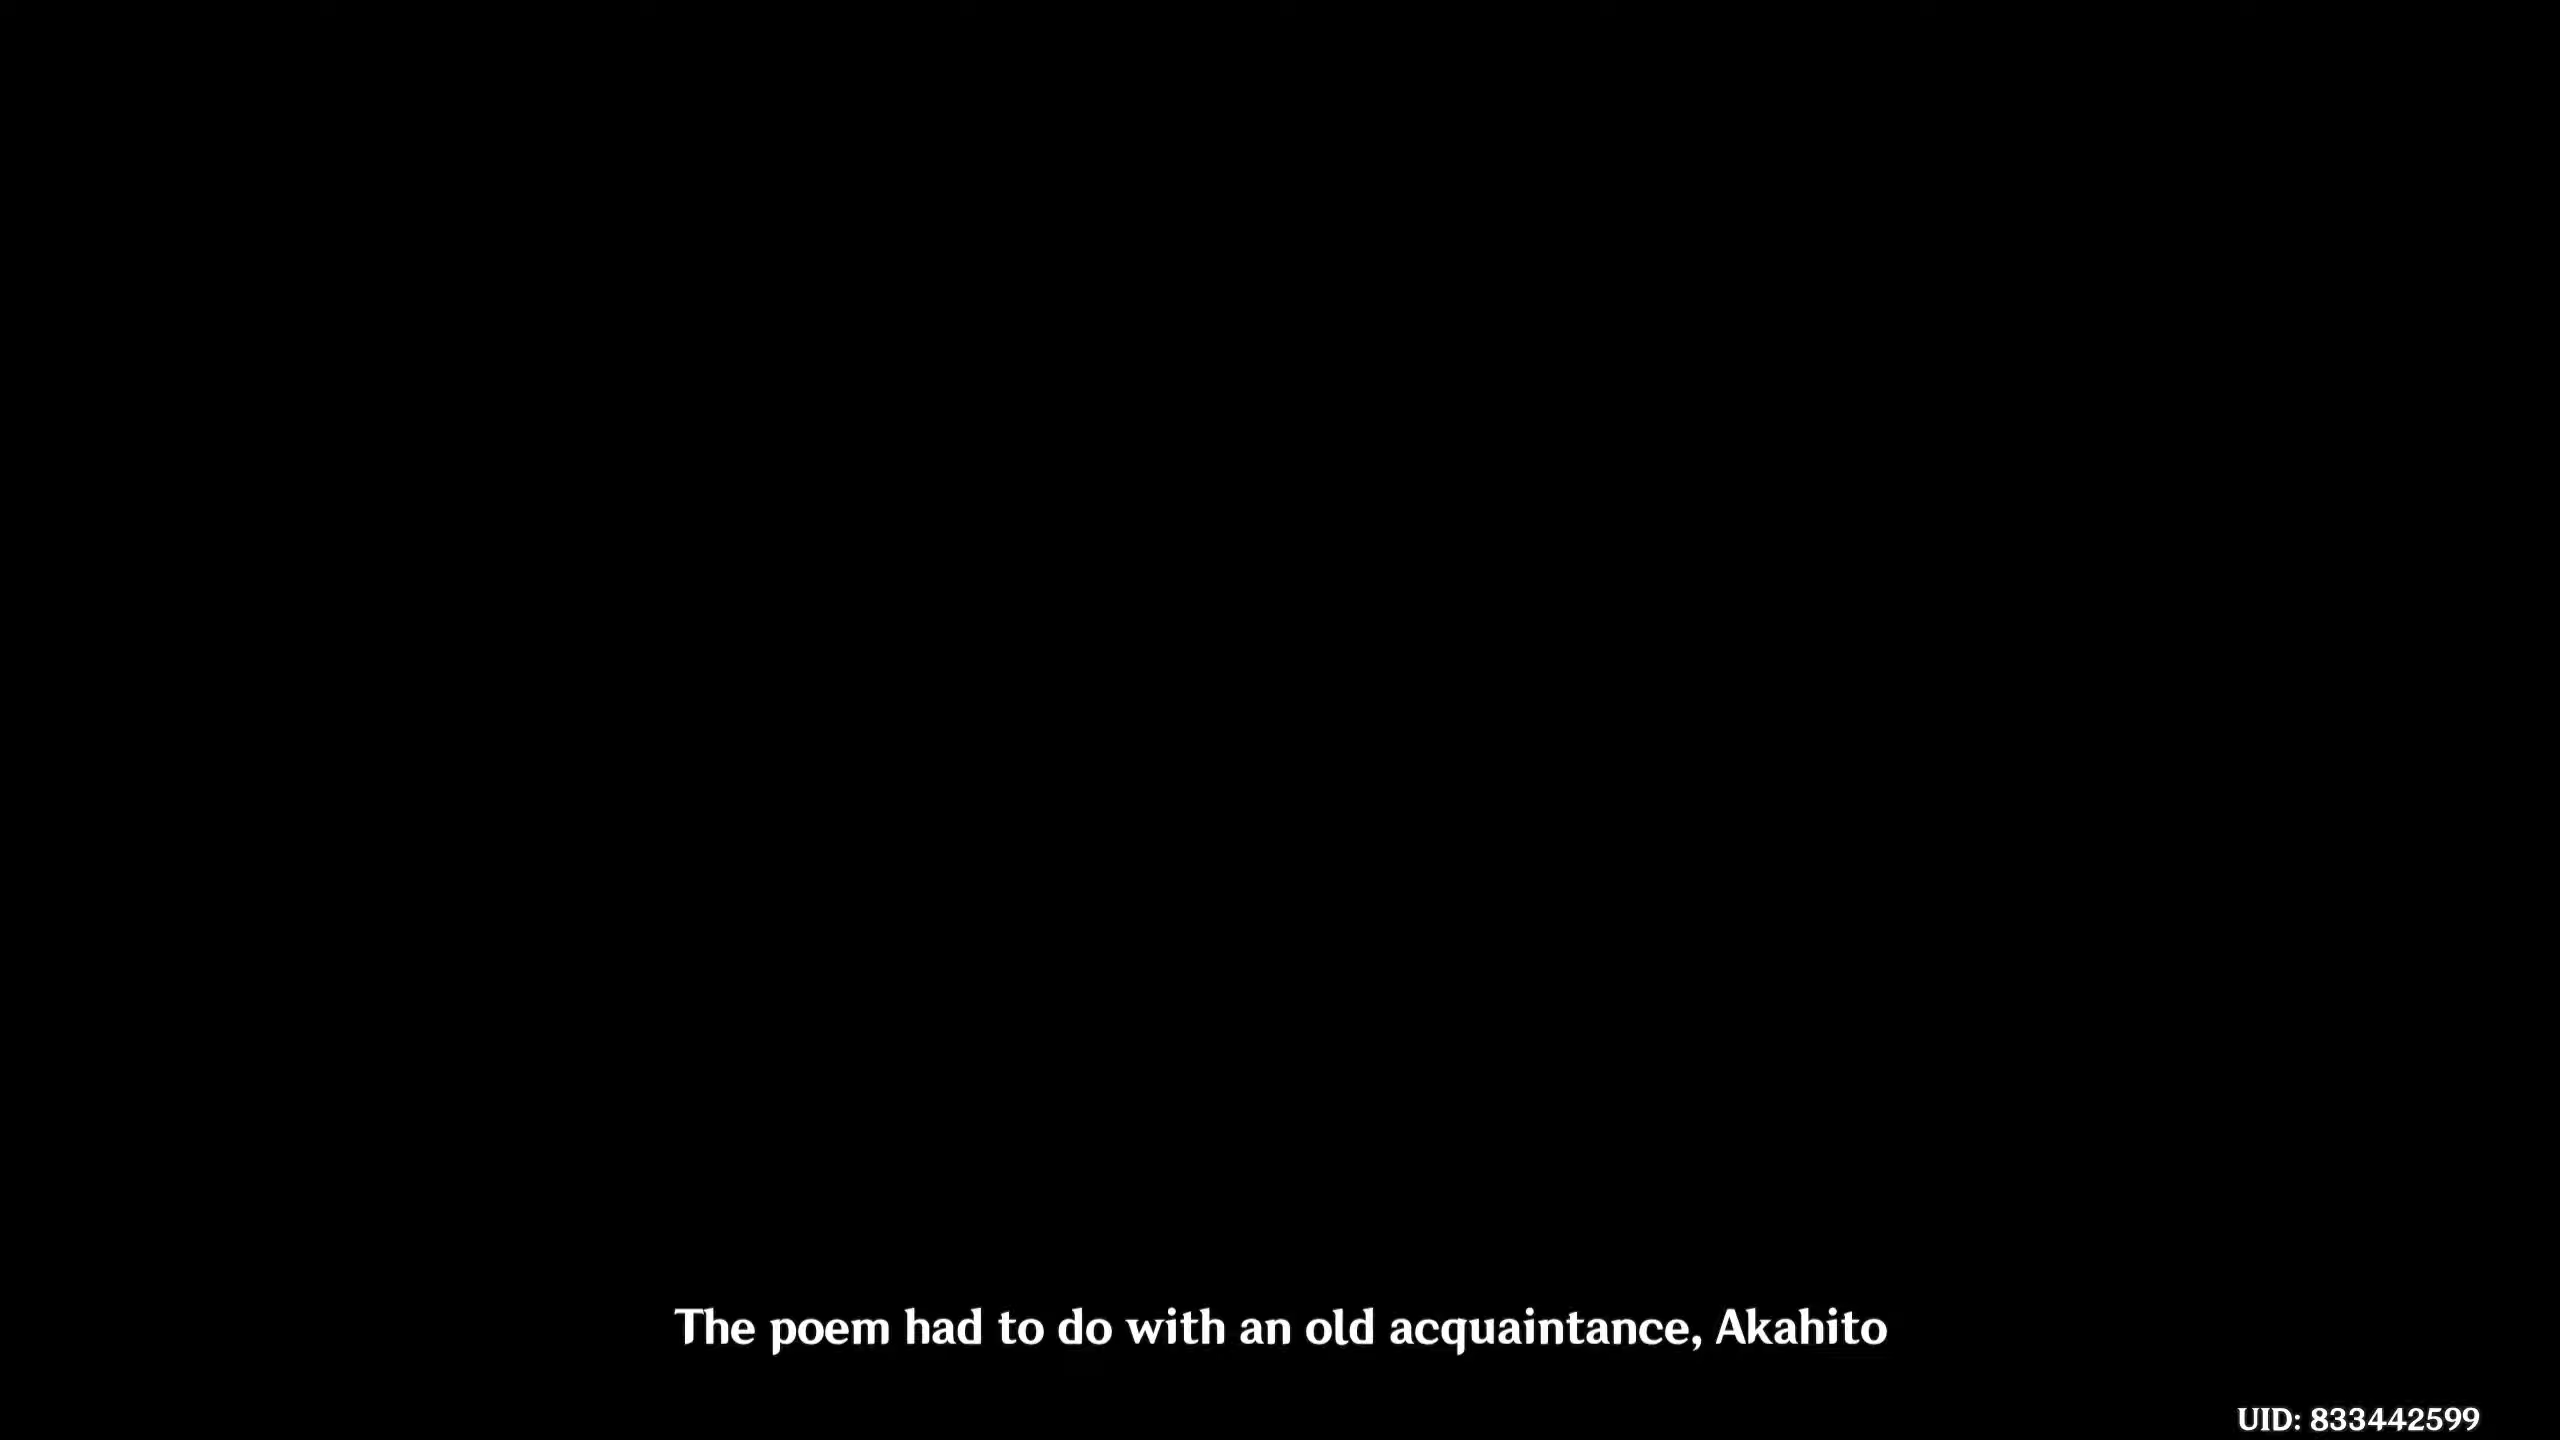 The poem had to do with an old acquaintance, Akahito
UID: 833442599